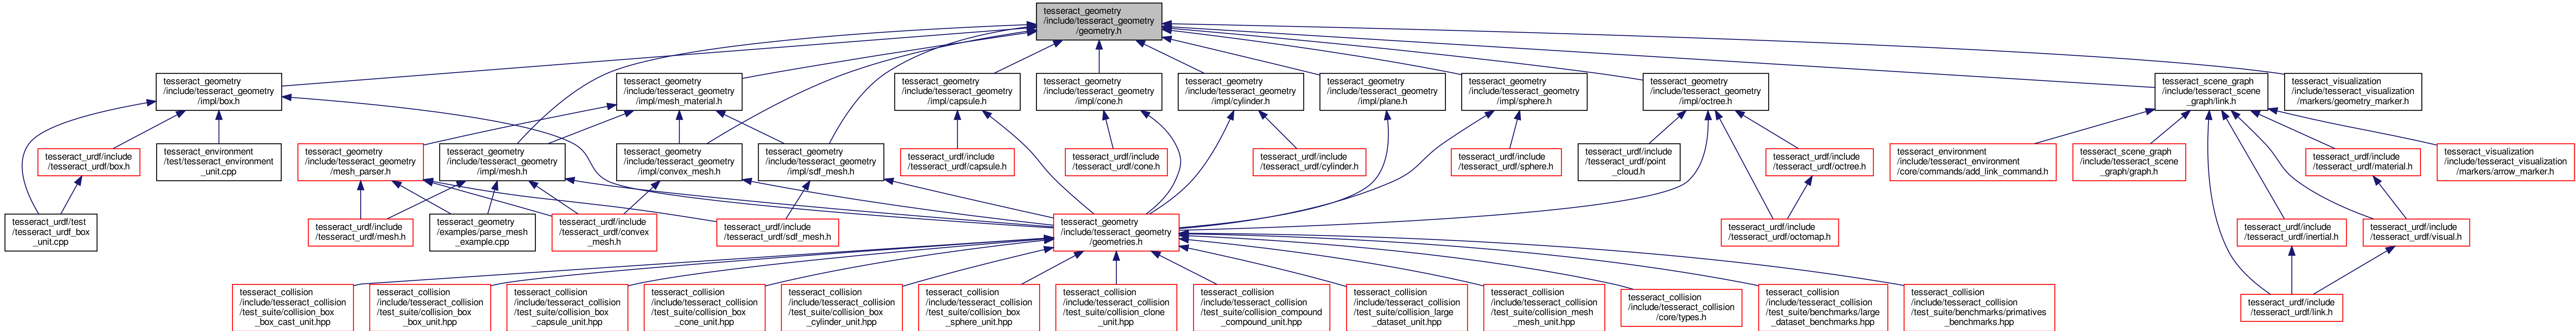 tesseract_geometry
/include/tesseract_geometry
/geometry.h
tesseract_geometry
/include/tesseract_geometry
/impl/box.h
tesseract_geometry
/include/tesseract_geometry
/impl/mesh_material.h
tesseract_geometry
/include/tesseract_geometry
/impl/capsule.h
tesseract_geometry
/include/tesseract_geometry
/impl/cone.h
tesseract_geometry
/include/tesseract_geometry
/impl/cylinder.h
tesseract_geometry
/include/tesseract_geometry
/impl/plane.h
tesseract_geometry
/include/tesseract_geometry
/impl/sphere.h
tesseract_geometry
/include/tesseract_geometry
/impl/octree.h
tesseract_scene_graph
/include/tesseract_scene
_graph/link.h
tesseract_visualization
/include/tesseract_visualization
/markers/geometry_marker.h
tesseract_urdf/include
/tesseract_urdf/box.h
tesseract_environment
/test/tesseract_environment
_unit.cpp
tesseract_geometry
/include/tesseract_geometry
/mesh_parser.h
tesseract_geometry
/include/tesseract_geometry
/impl/mesh.h
tesseract_geometry
/include/tesseract_geometry
/impl/convex_mesh.h
tesseract_geometry
/include/tesseract_geometry
/impl/sdf_mesh.h
tesseract_urdf/include
/tesseract_urdf/capsule.h
tesseract_urdf/include
/tesseract_urdf/cone.h
tesseract_urdf/include
/tesseract_urdf/cylinder.h
tesseract_urdf/include
/tesseract_urdf/sphere.h
tesseract_urdf/include
/tesseract_urdf/point
_cloud.h
tesseract_urdf/include
/tesseract_urdf/octree.h
tesseract_environment
/include/tesseract_environment
/core/commands/add_link_command.h
tesseract_scene_graph
/include/tesseract_scene
_graph/graph.h
tesseract_urdf/include
/tesseract_urdf/material.h
tesseract_visualization
/include/tesseract_visualization
/markers/arrow_marker.h
tesseract_urdf/test
/tesseract_urdf_box
_unit.cpp
tesseract_urdf/include
/tesseract_urdf/mesh.h
tesseract_geometry
/examples/parse_mesh
_example.cpp
tesseract_urdf/include
/tesseract_urdf/convex
_mesh.h
tesseract_urdf/include
/tesseract_urdf/sdf_mesh.h
tesseract_geometry
/include/tesseract_geometry
/geometries.h
tesseract_urdf/include
/tesseract_urdf/octomap.h
tesseract_urdf/include
/tesseract_urdf/inertial.h
tesseract_urdf/include
/tesseract_urdf/visual.h
tesseract_collision
/include/tesseract_collision
/test_suite/collision_box
_box_cast_unit.hpp
tesseract_collision
/include/tesseract_collision
/test_suite/collision_box
_box_unit.hpp
tesseract_collision
/include/tesseract_collision
/test_suite/collision_box
_capsule_unit.hpp
tesseract_collision
/include/tesseract_collision
/test_suite/collision_box
_cone_unit.hpp
tesseract_collision
/include/tesseract_collision
/test_suite/collision_box
_cylinder_unit.hpp
tesseract_collision
/include/tesseract_collision
/test_suite/collision_box
_sphere_unit.hpp
tesseract_collision
/include/tesseract_collision
/test_suite/collision_clone
_unit.hpp
tesseract_collision
/include/tesseract_collision
/test_suite/collision_compound
_compound_unit.hpp
tesseract_collision
/include/tesseract_collision
/test_suite/collision_large
_dataset_unit.hpp
tesseract_collision
/include/tesseract_collision
/test_suite/collision_mesh
_mesh_unit.hpp
tesseract_collision
/include/tesseract_collision
/core/types.h
tesseract_collision
/include/tesseract_collision
/test_suite/benchmarks/large
_dataset_benchmarks.hpp
tesseract_collision
/include/tesseract_collision
/test_suite/benchmarks/primatives
_benchmarks.hpp
tesseract_urdf/include
/tesseract_urdf/link.h